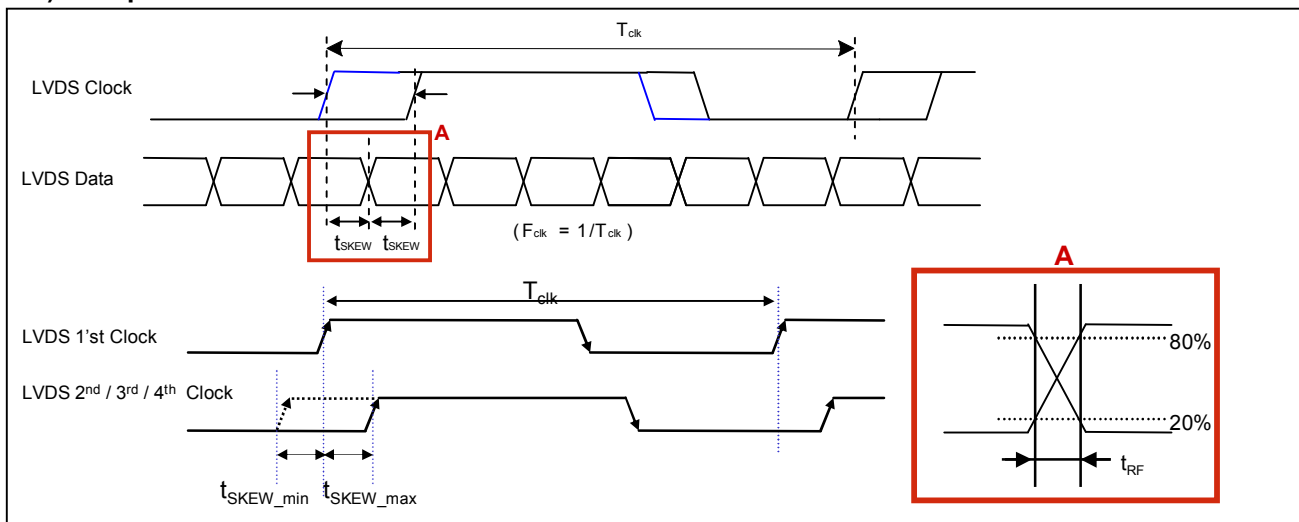 Tclk
LVDS Clock
A
LVDS Data
tSKEW tSKEW
( Fclk = 1/Tclk )
A
Tclk
LVDS 1'st Clock
80%
LVDS 2nd / 3rd / 4th Clock
20%
tRF
tSKEW_min tSKEW_max